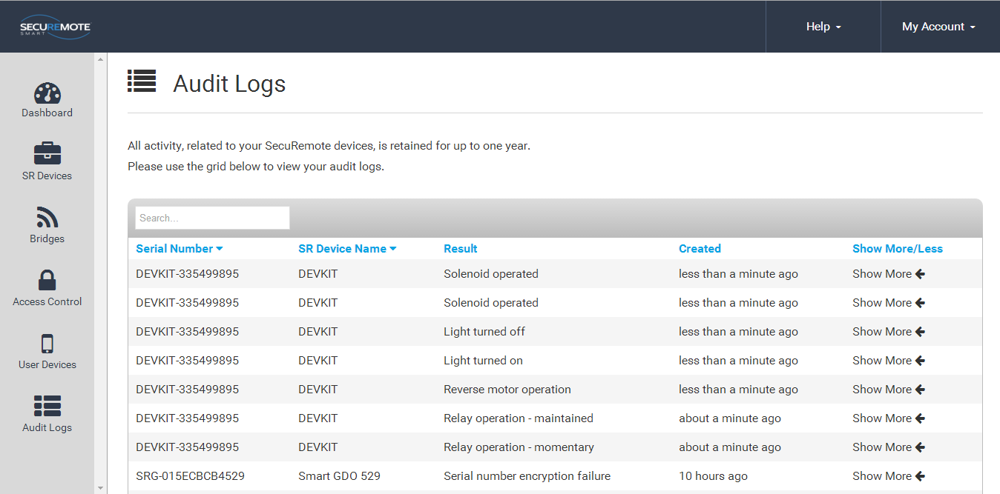 SECUREMOTE
SMART
Help
My Account
Dashboard
SR Devices
Bridges
Access Control
User Devices
Audit Logs
Audit Logs
All activity, related to your SecuRemote devices, is retained for up to one year.
Please use the grid below to view your audit logs.
Search...
Serial Number SR Device Name Result Created Show More/Less
DEVKIT-335499895 DEVKIT Solenoid operated less than a minute ago Show More
DEVKIT-335499895 DEVKIT Solenoid operated less than a minute ago Show More
DEVKIT-335499895 DEVKIT Light turned off less than a minute ago Show More
DEVKIT-335499895 DEVKIT Light turned on less than a minute ago Show More
DEVKIT-335499895 DEVKIT Reverse motor operation less than a minute ago Show More
DEVKIT-335499895 DEVKIT Relay operation - maintained about a minute ago Show More
DEVKIT-335499895 DEVKIT Relay operation - momentary about a minute ago Show More
SRG-015ECBCB4529 Smart GDO 529 Serial number encryption failure 10 hours ago Show More